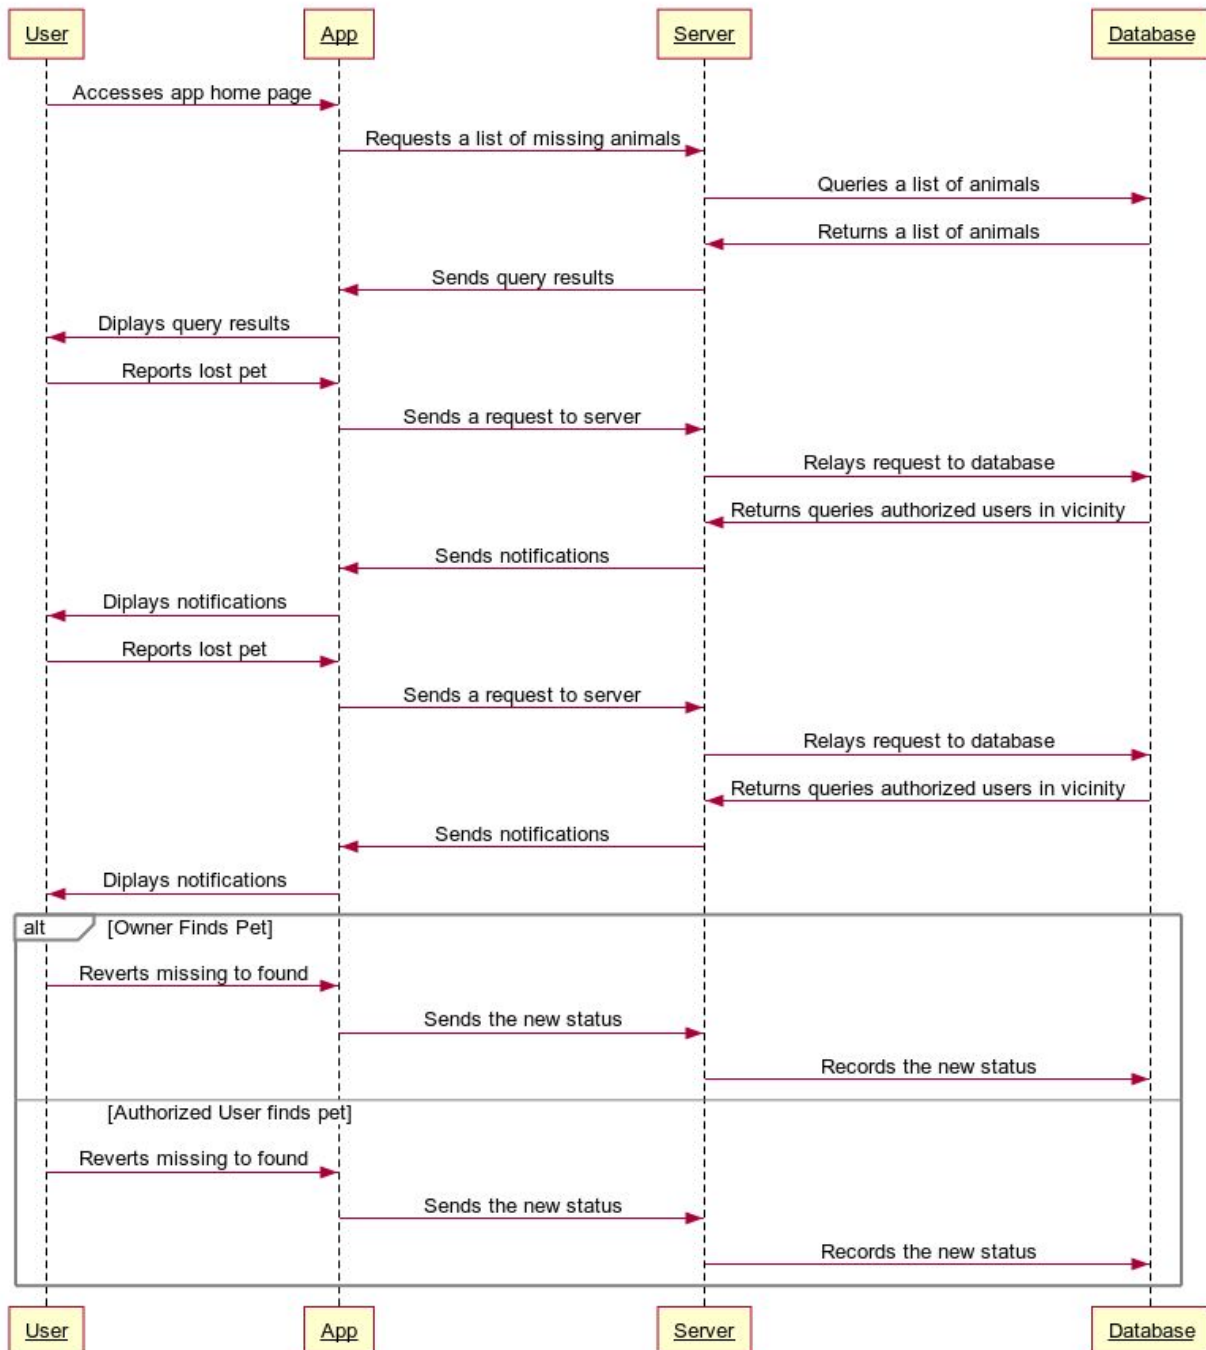 User App Server Database
Accesses app home page
Requests a list of missing animals
Queries a list of animals
Returns a list of animals
Sends query results
Diplays query results
Reports lost pet
Sends a request to server
Relays request to database
Returns queries authorized users in vicinity
Sends notifications
Diplays notifications
Reports lost pet
Sends a request to server
Relays request to database
Returns queries authorized users in vicinity
Sends notifications
Diplays notifications
alt [Owner Finds Pet]
Reverts missing to found
Sends the new status
Records the new status
[Authorized User finds pet]
Reverts missing to found
Sends the new status
Records the new status
User App Server Database